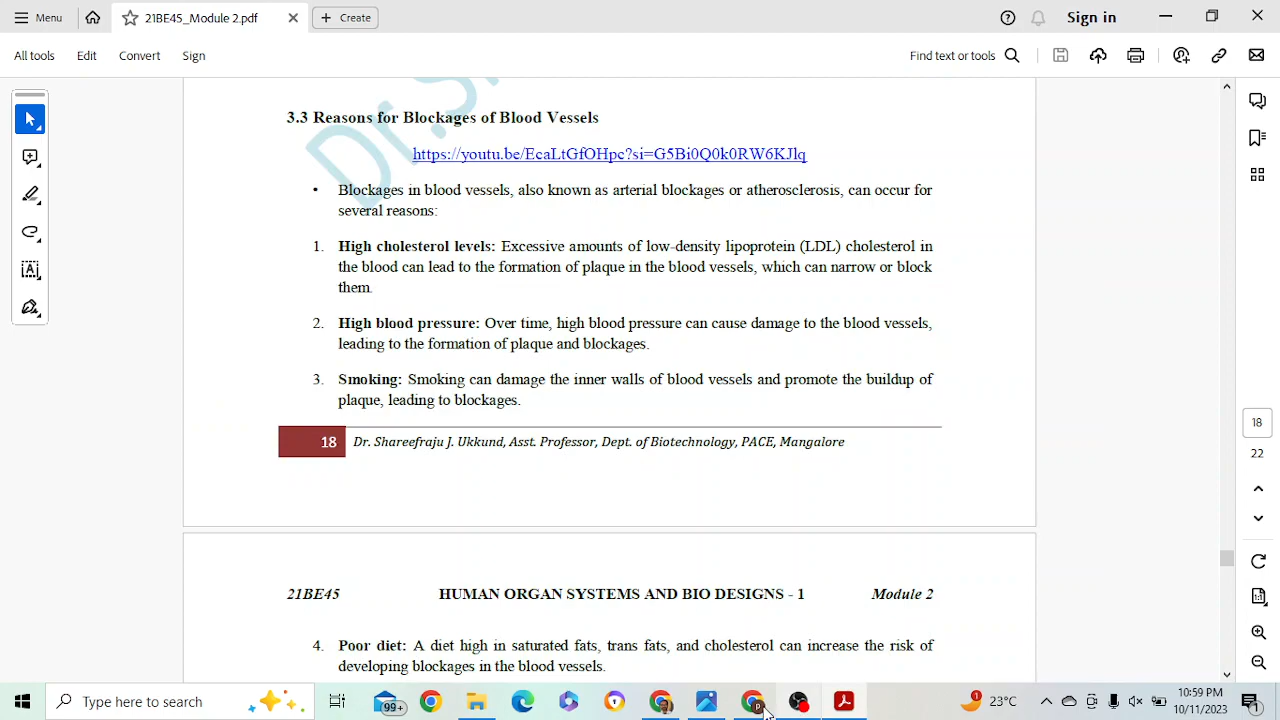 Menu
21BE45_Module 2.pdf
Create
Sign in
All tools
Edit
Convert
Sign
Find text or tools
Dr.S
3.3 Reasons for Blockages of Blood Vessels
https://youtu.be/EcaLtGfOHpc?si=G5Bi0Q0k0RW6KJlq
• Blockages in blood vessels, also known as arterial blockages or atherosclerosis, can occur for
several reasons:
1. High cholesterol levels: Excessive amounts of low-density lipoprotein (LDL) cholesterol in
the blood can lead to the formation of plaque in the blood vessels, which can narrow or block
them.
2. High blood pressure: Over time, high blood pressure can cause damage to the blood vessels,
leading to the formation of plaque and blockages.
3. Smoking: Smoking can damage the inner walls of blood vessels and promote the buildup of
plaque, leading to blockages.
18 Dr. Shareefraju J. Ukkund, Asst. Professor, Dept. of Biotechnology, PACE, Mangalore
18
22
21BE45 HUMAN ORGAN SYSTEMS AND BIO DESIGNS - 1 Module 2
4. Poor diet: A diet high in saturated fats, trans fats, and cholesterol can increase the risk of
developing blockages in the blood vessels.
Type here to search
99+
1
23°C
10:59 PM
10/11/2023
1